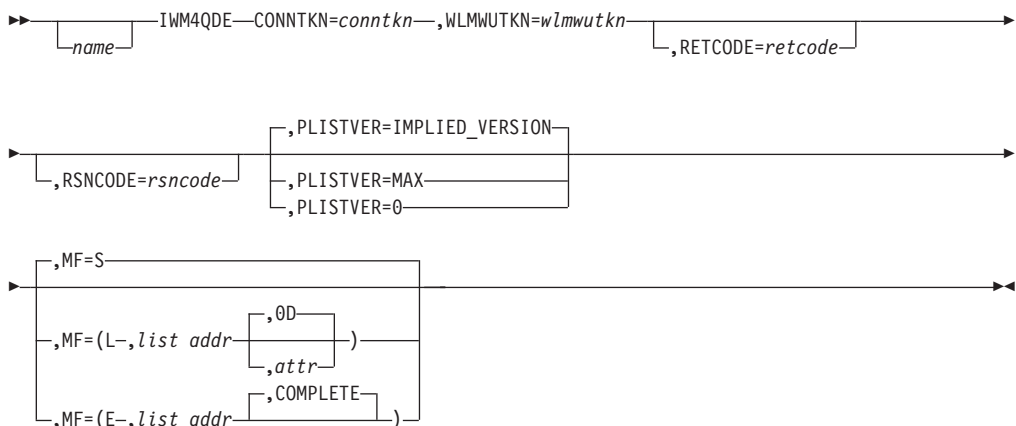 IWM4QDE CONNTKN=conntkn ,WLMWUTKN=wlmwutkn
name ,RETCODE=retcode
,PLISTVER=IMPLIED_VERSION
,RSNCODE=rsncode ,PLISTVER=MAX
,PLISTVER=0
,MF=S
,0D
,MF=(L ,list addr )
,attr
,COMPLETE
,MF=(E ,list addr )